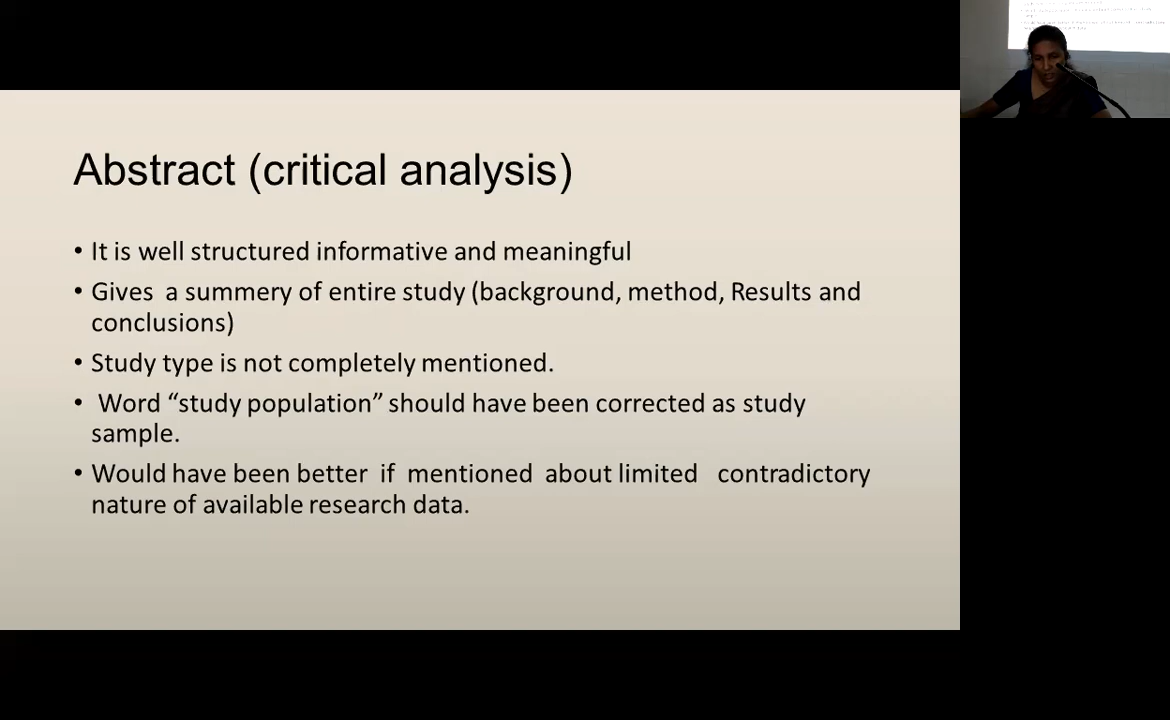 Abstract (critical analysis)
• It is well structured informative and meaningful
• Gives a summery of entire study (background, method, Results and
conclusions)
• Study type is not completely mentioned.
• Word “study population” should have been corrected as study
sample.
• Would have been better if mentioned about limited contradictory
nature of available research data.